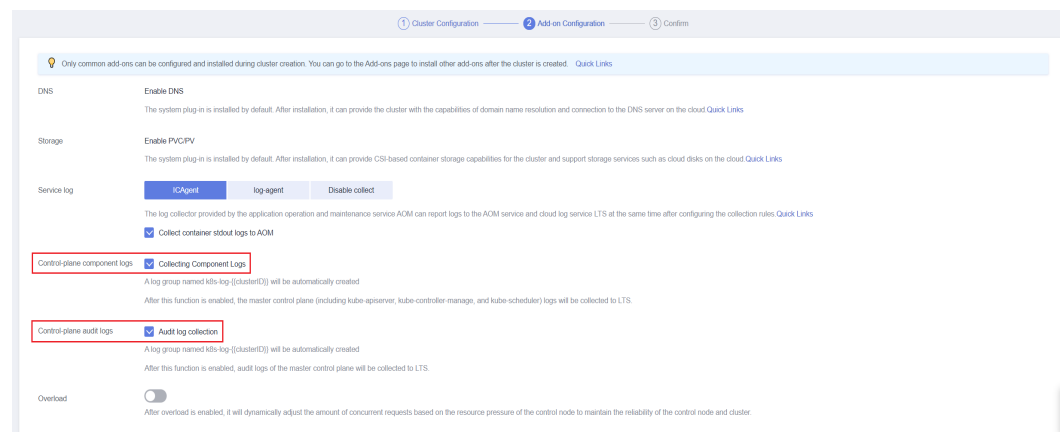 1 Cluster Configuration 2 Add-on Configuration 3 Confirm
Only common add-ons can be configured and installed during cluster creation. You can go to the Add-ons page to install other add-ons after the cluster is created. Quick Links
DNS Enable DNS
The system plug-in is installed by default. After installation, it can provide the cluster with the capabilities of domain name resolution and connection to the DNS server on the cloud.Quick Links
Storage Enable PVC/PV
The system plug-in is installed by default. After installation, it can provide CSI-based container storage capabilities for the cluster and support storage services such as cloud disks on the cloud.Quick Links
Service log ICAgent log-agent Disable collect
The log collector provided by the application operation and maintenance service AOM can report logs to the AOM service and cloud log service LTS at the same time after configuring the collection rules.Quick Links
Collect container stdout logs to AOM
Control-plane component logs Collecting Component Logs
A log group named k8s-log-{{clusterID}} will be automatically created
After this function is enabled, the master control plane (including kube-apiserver, kube-controller-manage, and kube-scheduler) logs will be collected to LTS.
Control-plane audit logs Audit log collection
A log group named k8s-log-{{clusterID}} will be automatically created
After this function is enabled, audit logs of the master control plane will be collected to LTS.
Overload
After overload is enabled, it will dynamically adjust the amount of concurrent requests based on the resource pressure of the control node to maintain the reliability of the control node and cluster.